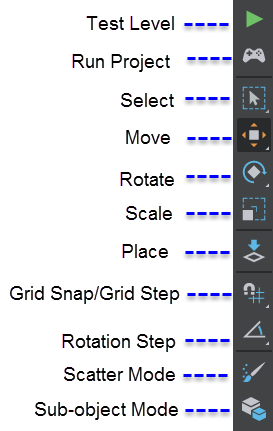 Test Level
Run Project
Select
Move
Rotate
Scale
Place
Grid Snap/Grid Step
Rotation Step
Scatter Mode
Sub-object Mode